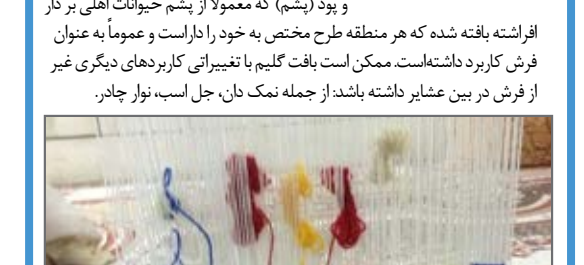 و پود (پشم) که معمولا از پشم حیوانات اهلی بر دار
افراشته بافته شده که هر منطقه طرح مختص به خود را داراست و عموماً به عنوان
فرش کاربرد داشته‌است. ممکن است بافت گلیم با تغییراتی کاربردهای دیگری غیر
از فرش در بین عشایر داشته باشد: از جمله نمک دان، جل اسب، نوار چادر.